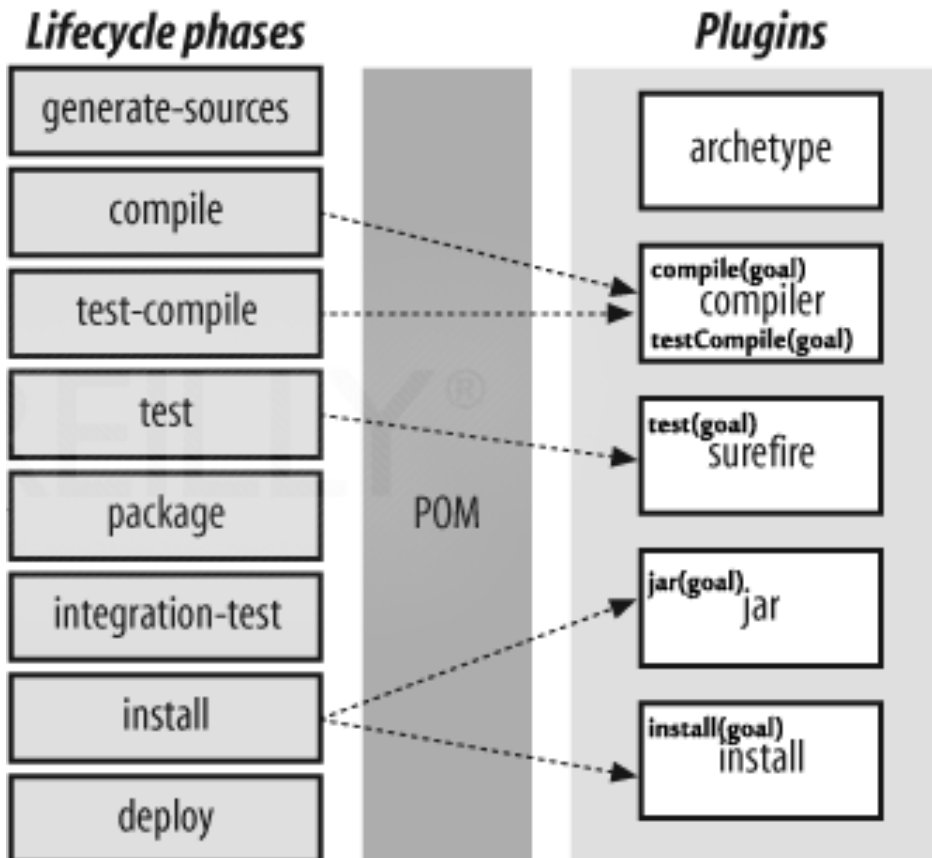 Lifecycle phases
generate-sources
compile
test-compile
test
package
integration-test
install
deploy
REILLY®
POM
Plugins
archetype
compile(goal)
compiler
testCompile(goal)
test(goal)
surefire
jar(goal)
jar
install(goal)
install